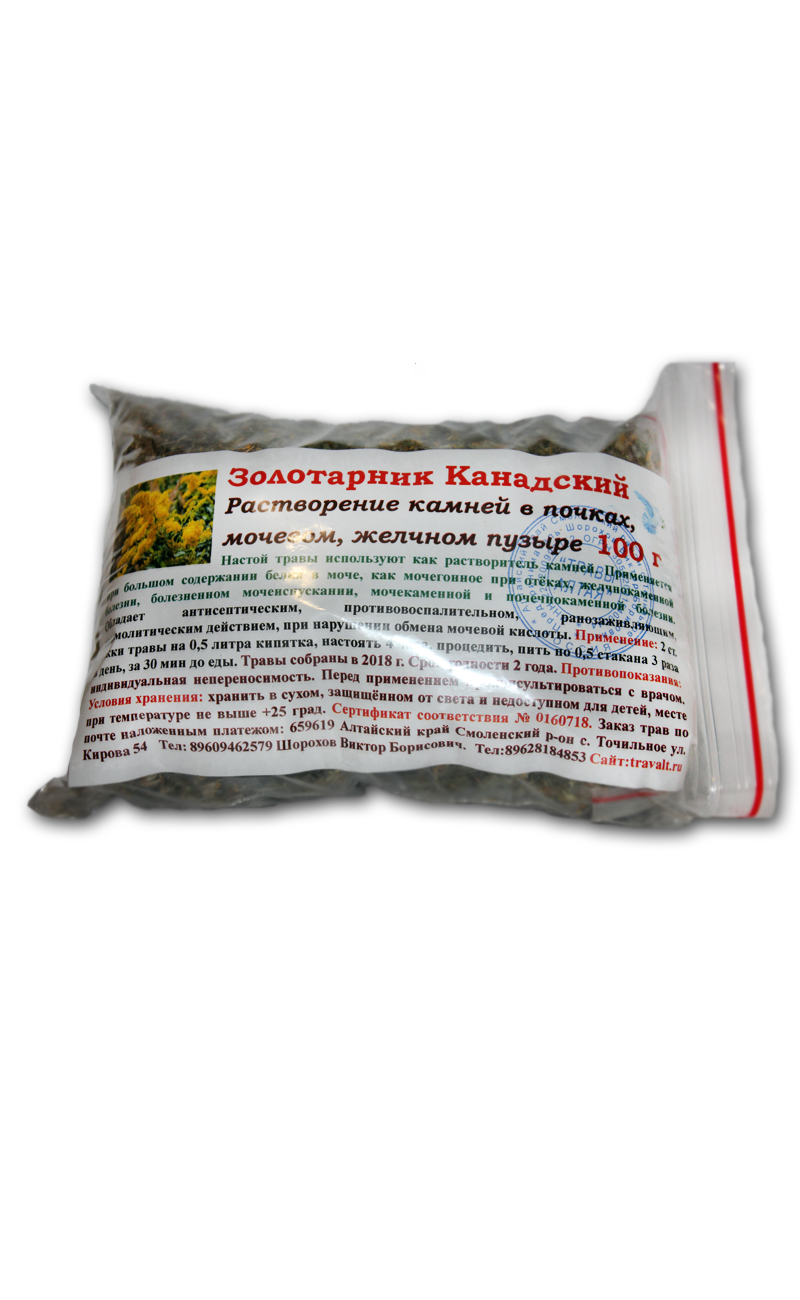 Золотарник Канадский
Растворение камней в почках,
мочевом, желчном пузыре 100 г
Настой травы используют как растворитель камней. Применяется
при большом содержании белка в моче, как мочегонное при отёках, желчнокаменной
болезни, болезненном мочеиспускании, мочекаменной и почечнокаменной болезни.
Обладает антисептическим, противовоспалительным, ранозаживляющим,
молитическим действием, при нарушении обмена мочевой кислоты. Применение: 2 ст.
травы на 0,5 литра кипятка, настоять 4 процедить, пить по 0,5 стакана 3 раза
день, за 30 мин до еды. Травы собраны в 2018 г. Срок годности 2 года. Противопоказания:
индивидуальная непереносимость. Перед применением проконсультироваться с врачом.
Условия хранения: хранить в сухом, защищённом от света и недоступном для детей, месте
при температуре не выше +25 град. Сертификат соответствия № 0160718. Заказ трав по
почте наложенным платежом: 659619 Алтайский край Смоленский р-он с. Точильное ул.
Кирова 54 Тел: 89609462579 Шорохов Виктор Борисович. Тел:89628184853 Сайт:travalt.ru